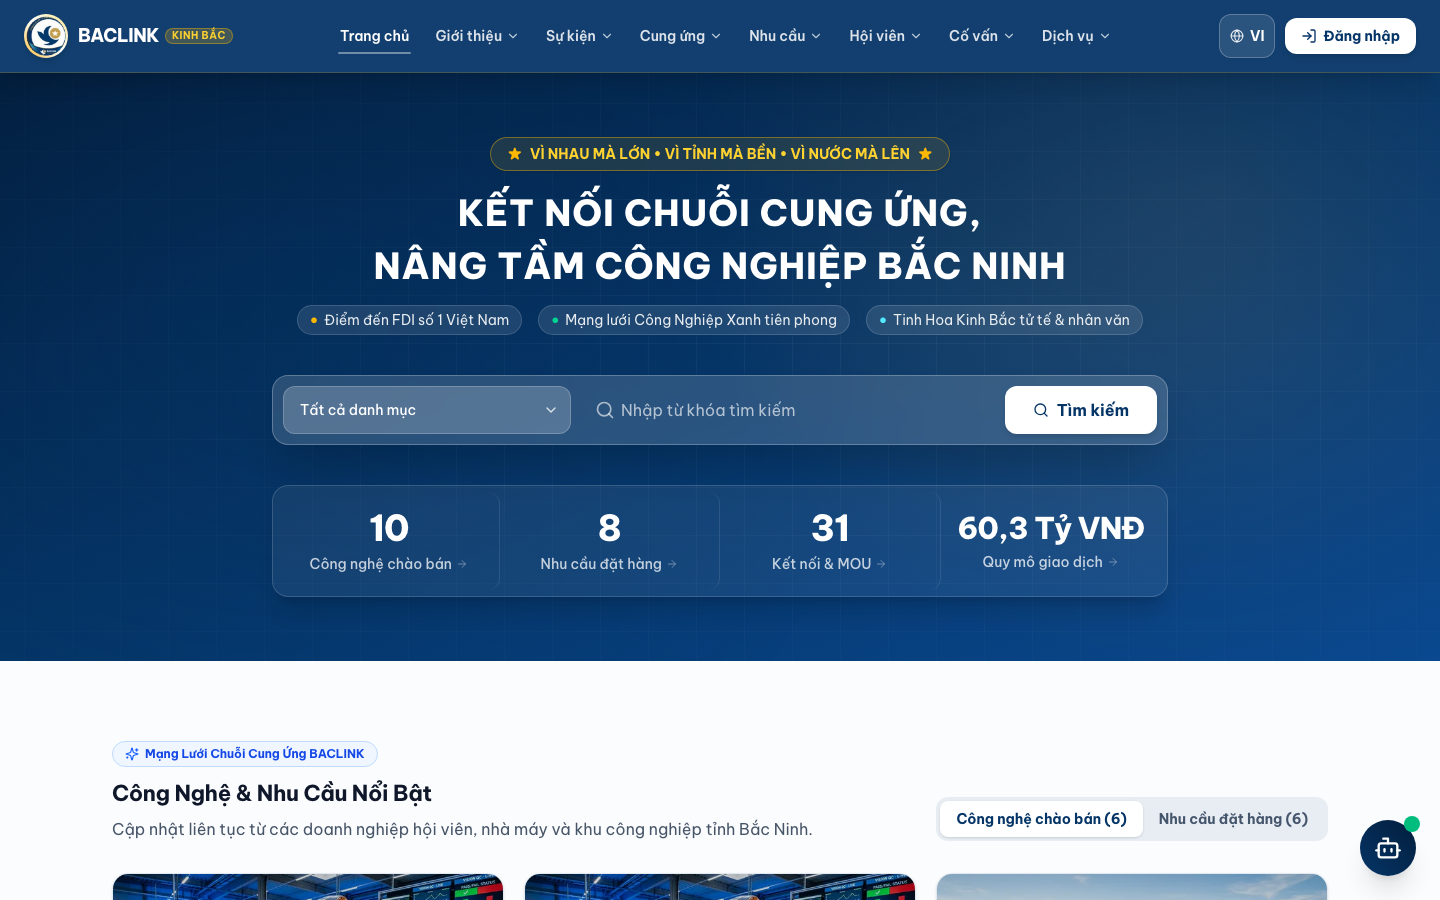 BACLINK KINH BẮC
Trang chủ
Giới thiệu
Sự kiện
Cung ứng
Nhu cầu
Hội viên
Cố vấn
Dịch vụ
VI
Đăng nhập
VÌ NHAU MÀ LỚN • VÌ TỈNH MÀ BỀN • VÌ NƯỚC MÀ LÊN
KẾT NỐI CHUỖI CUNG ỨNG,
NÂNG TẦM CÔNG NGHIỆP BẮC NINH
Điểm đến FDI số 1 Việt Nam
Mạng lưới Công Nghiệp Xanh tiên phong
Tinh Hoa Kinh Bắc tử tế & nhân văn
Tất cả danh mục
Nhập từ khóa tìm kiếm
Tìm kiếm
10
Công nghệ chào bán →
8
Nhu cầu đặt hàng →
31
Kết nối & MOU →
60,3 Tỷ VNĐ
Quy mô giao dịch →
Mạng Lưới Chuỗi Cung Ứng BACLINK
Công Nghệ & Nhu Cầu Nổi Bật
Cập nhật liên tục từ các doanh nghiệp hội viên, nhà máy và khu công nghiệp tỉnh Bắc Ninh.
Công nghệ chào bán (6)
Nhu cầu đặt hàng (6)